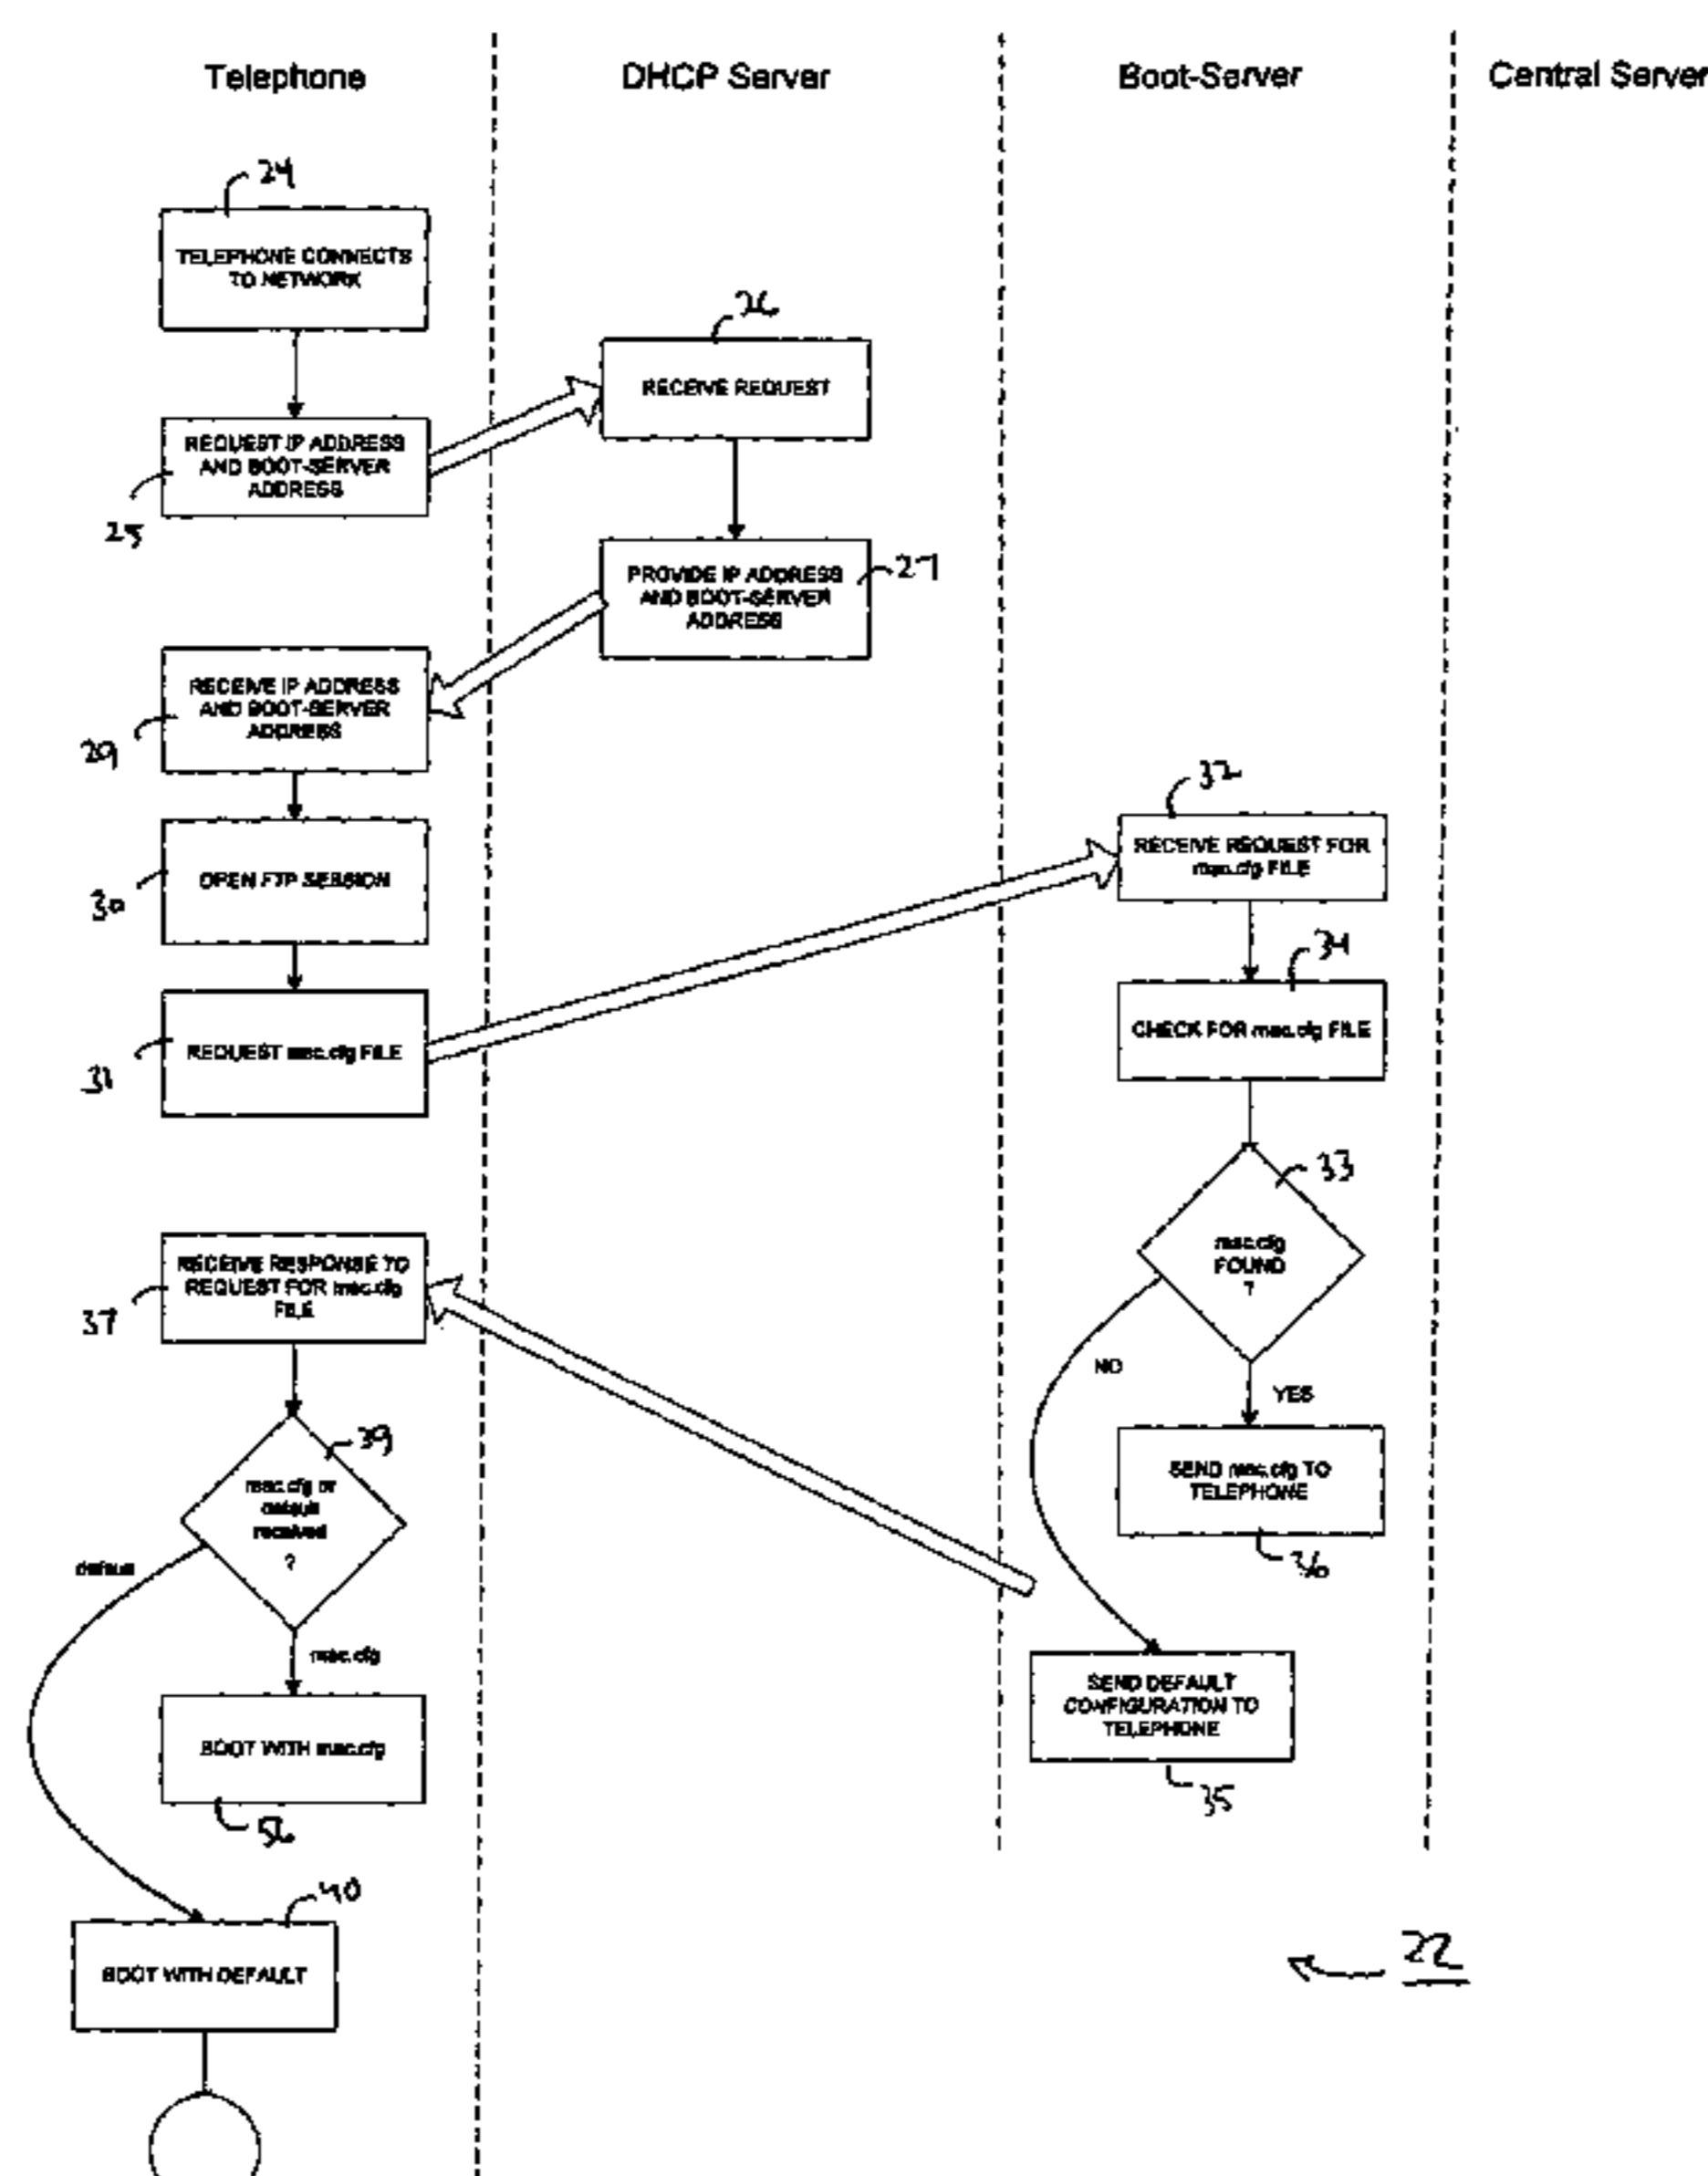 Telephone
DHCP Server
Boot-Server
Central Server
24
TELEPHONE CONNECTS
TO NETWORK
26
RECEIVE REQUEST
REQUEST IP ADDRESS
AND BOOT-SERVER
ADDRESS
25
PROVIDE IP ADDRESS
AND BOOT-SERVER
ADDRESS
27
RECEIVE IP ADDRESS
AND BOOT-SERVER
ADDRESS
29
32
RECEIVE REQUEST FOR
mac.cfg FILE
OPEN FTP SESSION
30
34
CHECK FOR mac.cfg FILE
REQUEST mac.cfg FILE
31
33
mac.cfg
FOUND
?
RECEIVE RESPONSE TO
REQUEST FOR mac.cfg
FILE
37
NO
YES
39
mac.cfg or
default
received
?
SEND mac.cfg TO
TELEPHONE
36
default
mac.cfg
SEND DEFAULT
CONFIGURATION TO
TELEPHONE
35
BOOT WITH mac.cfg
56
40
BOOT WITH DEFAULT
22